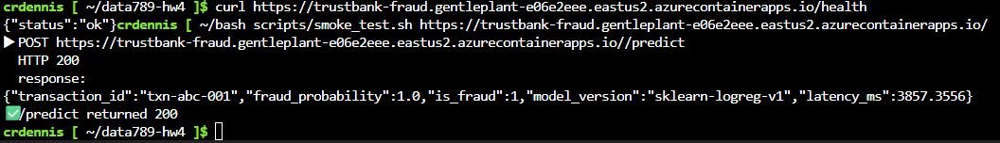 crdennis [ ~/data789-hw4 ]$ curl https://trustbank-fraud.gentleplant-e06e2eee.eastus2.azurecontainerapps.io/health
{"status":"ok"}crdennis [ ~/bash scripts/smoke_test.sh https://trustbank-fraud.gentleplant-e06e2eee.eastus2.azurecontainerapps.io/
▶ POST https://trustbank-fraud.gentleplant-e06e2eee.eastus2.azurecontainerapps.io//predict
HTTP 200
response:
{"transaction_id":"txn-abc-001","fraud_probability":1.0,"is_fraud":1,"model_version":"sklearn-logreg-v1","latency_ms":3857.3556}
✅/predict returned 200
crdennis [ ~/data789-hw4 ]$